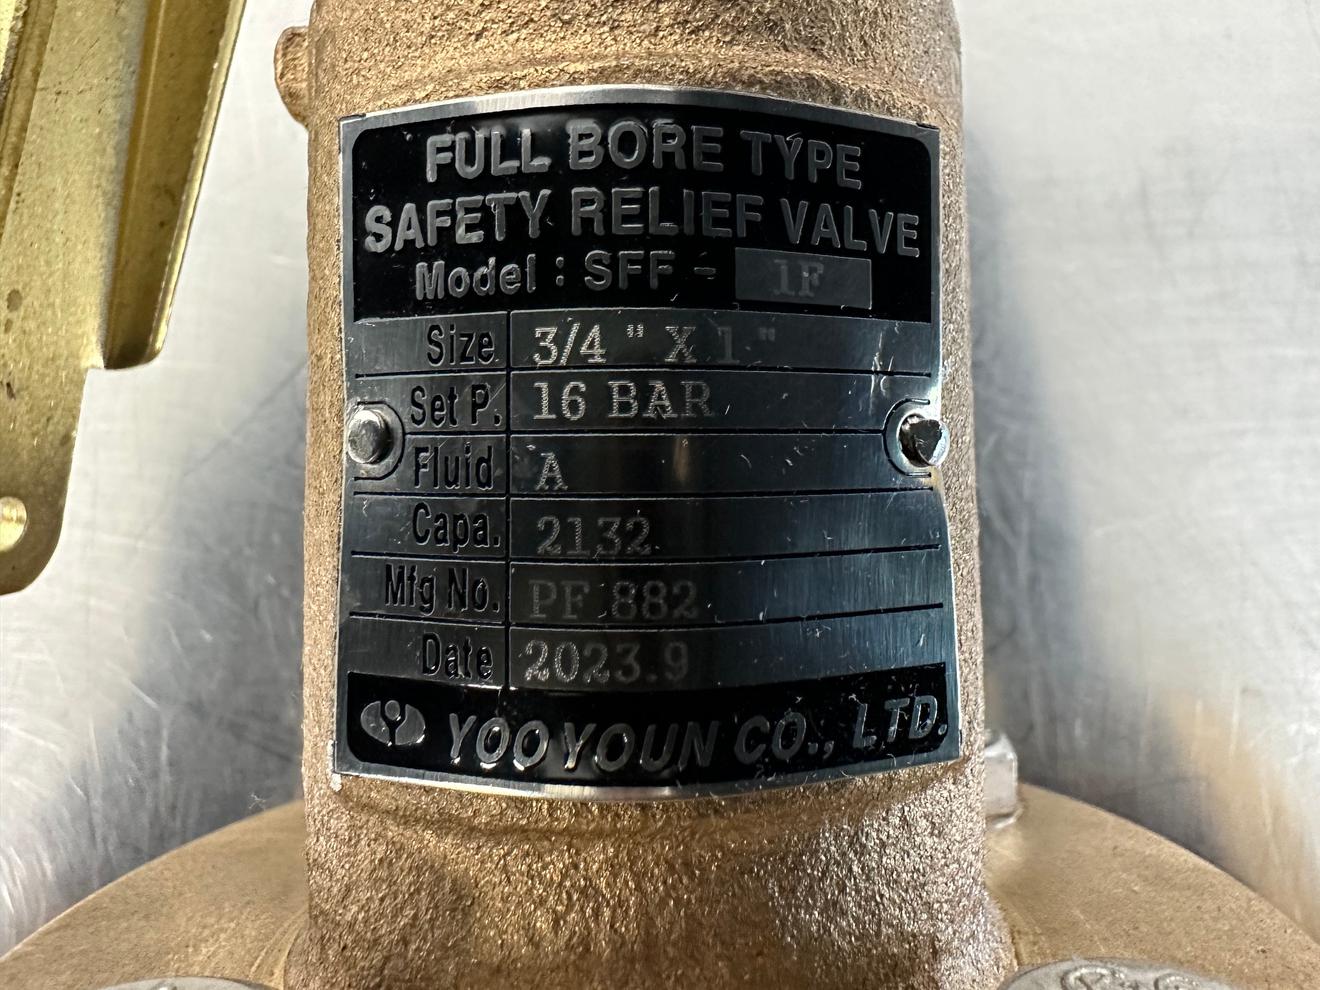 FULL BORE TYPE
SAFETY RELIEF VALVE
Model : SFF - 1F
Size 3/4 " X 1 "
Set P. 16 BAR
Fluid A
Capa. 2132
Mfg No. PF 882
Date 2023.9
YOO YOUN CO., LTD.